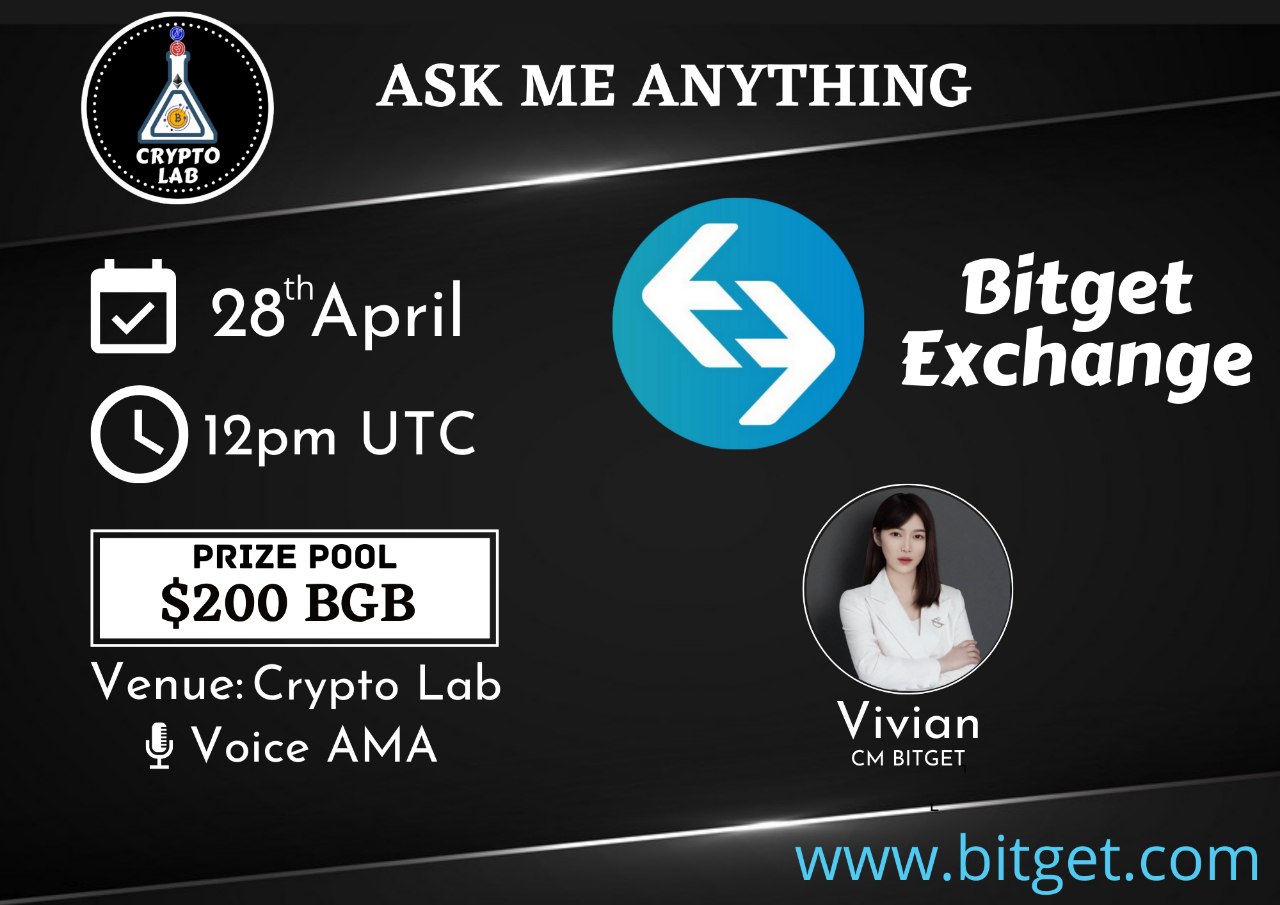 CRYPTO
LAB
ASK ME ANYTHING
28th April
12pm UTC
PRIZE POOL
$200 BGB
Venue: Crypto Lab
Voice AMA
Bitget
Exchange
Vivian
CM BITGET
www.bitget.com